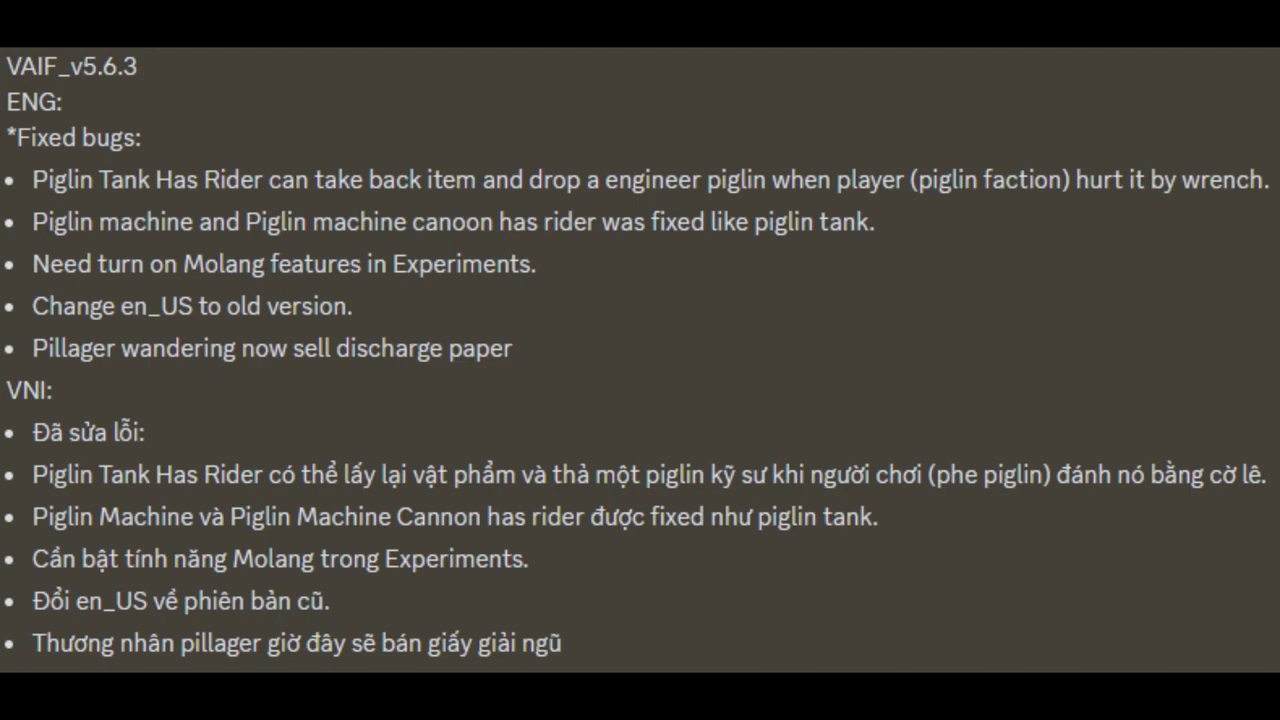 VAIF_v5.6.3
ENG:
*Fixed bugs:
• Piglin Tank Has Rider can take back item and drop a engineer piglin when player (piglin faction) hurt it by wrench.
• Piglin machine and Piglin machine canoon has rider was fixed like piglin tank.
• Need turn on Molang features in Experiments.
• Change en_US to old version.
• Pillager wandering now sell discharge paper
VNI:
• Đã sửa lỗi:
• Piglin Tank Has Rider có thể lấy lại vật phẩm và thả một piglin kỹ sư khi người chơi (phe piglin) đánh nó bằng cờ lê.
• Piglin Machine và Piglin Machine Cannon has rider được fixed như piglin tank.
• Cần bật tính năng Molang trong Experiments.
• Đổi en_US về phiên bản cũ.
• Thương nhân pillager giờ đây sẽ bán giấy giải ngũ